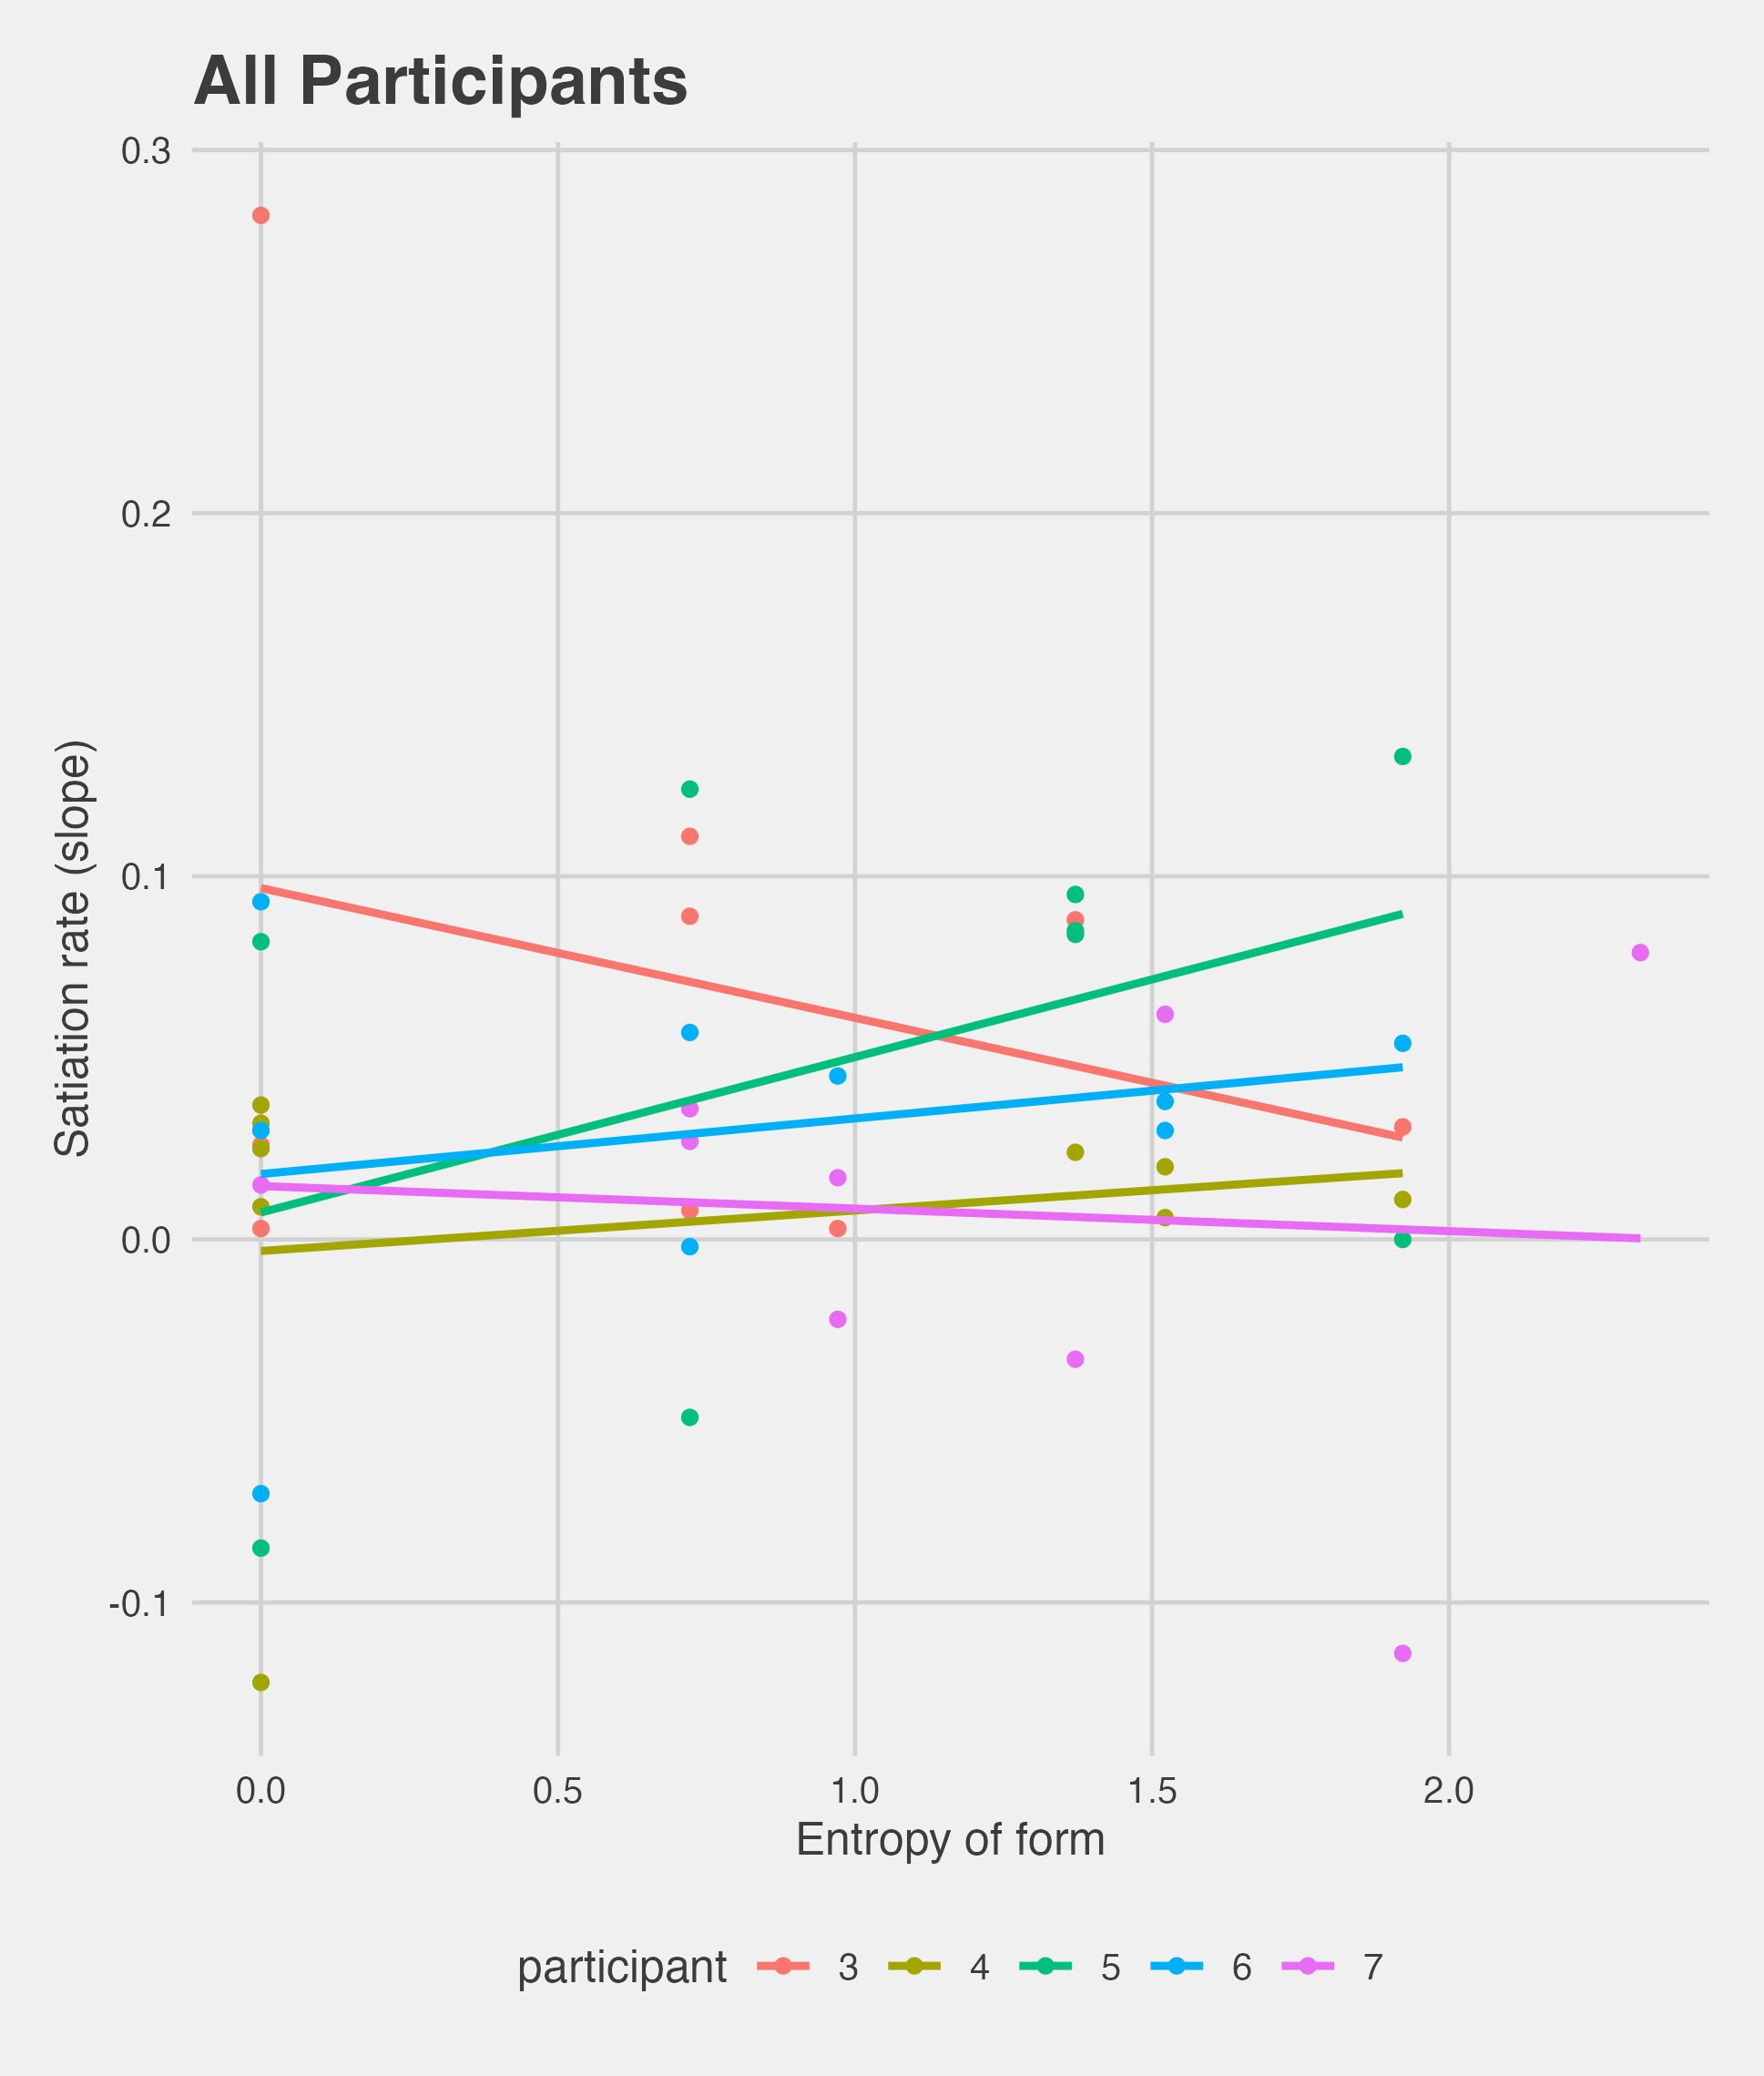 All Participants
0.3
0.2
0.1
0.0
-0.1
Satiation rate (slope)
0.0 0.5 1.0 1.5 2.0
Entropy of form
participant 3 4 5 6 7